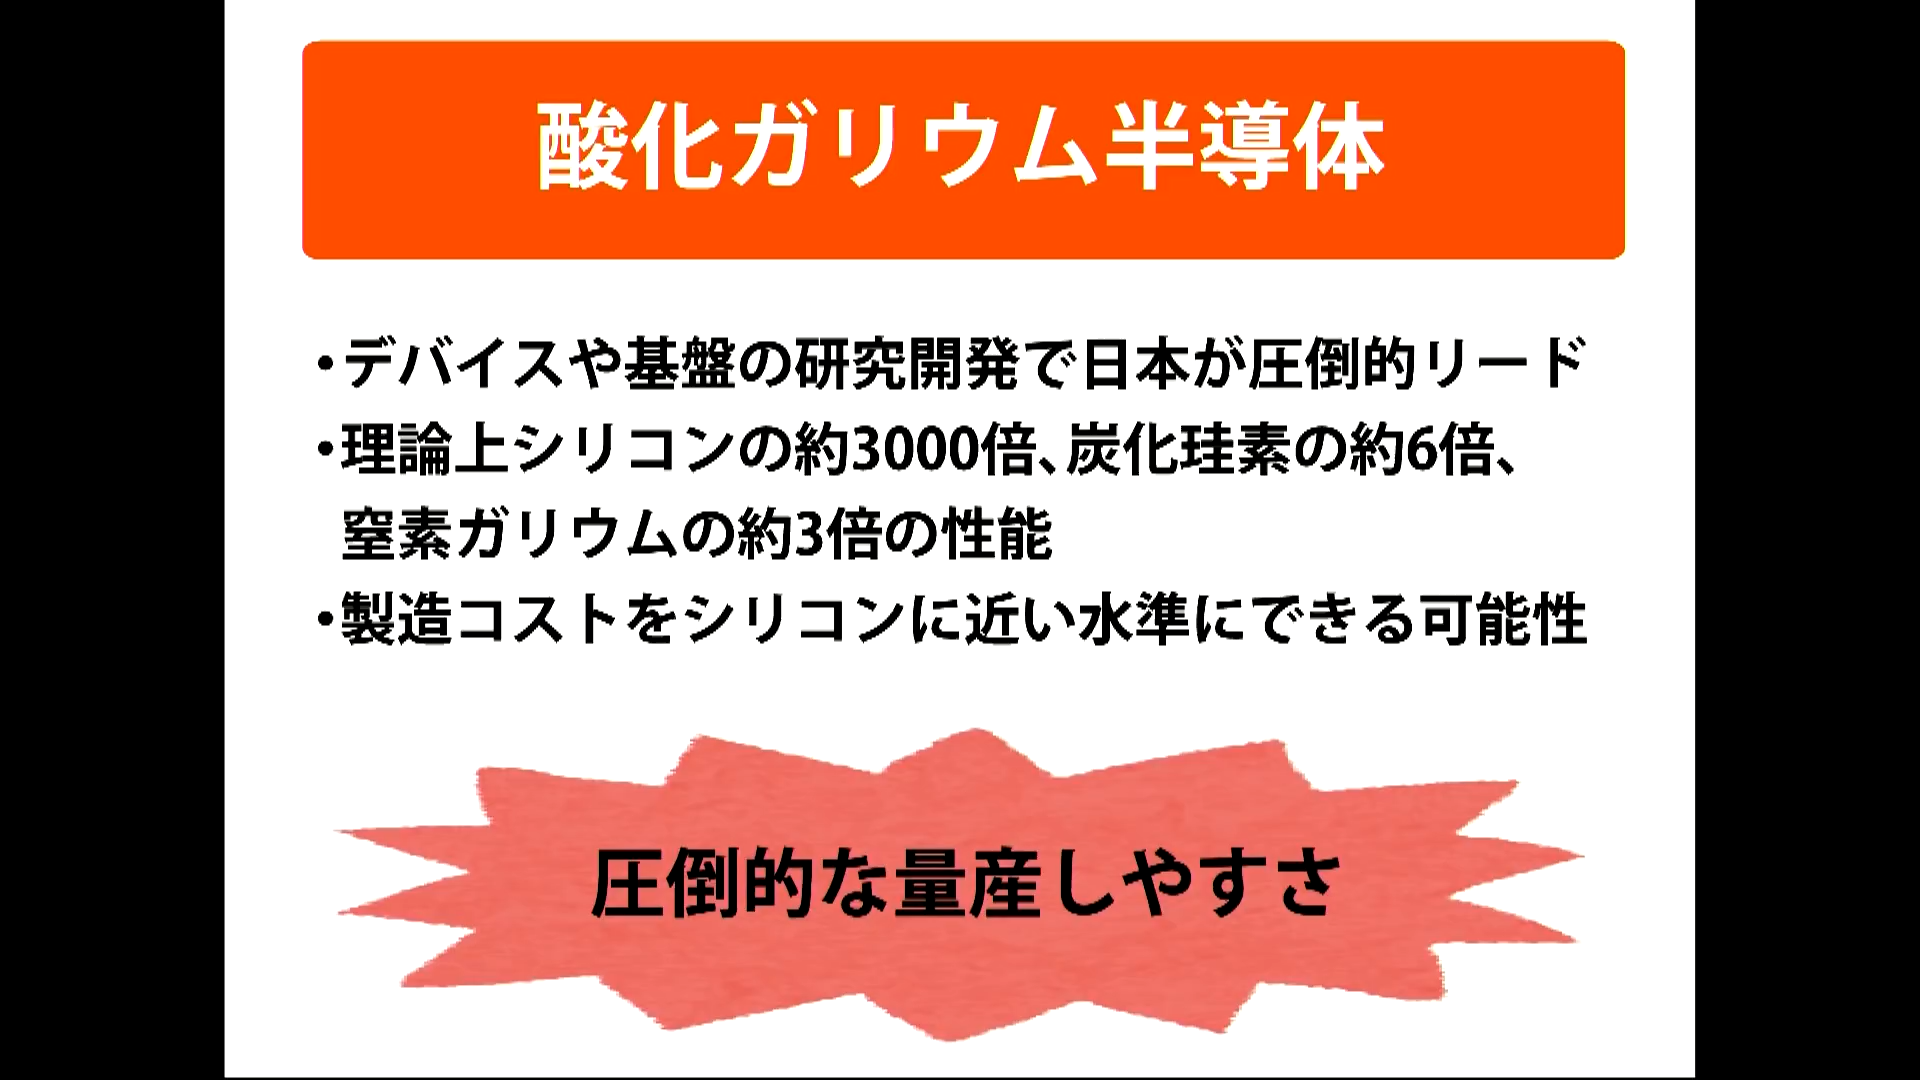 酸化ガリウム半導体
・デバイスや基盤の研究開発で日本が圧倒的リード
・理論上シリコンの約3000倍、炭化珪素の約6倍、
窒素ガリウムの約3倍の性能
・製造コストをシリコンに近い水準にできる可能性
圧倒的な量産しやすさ